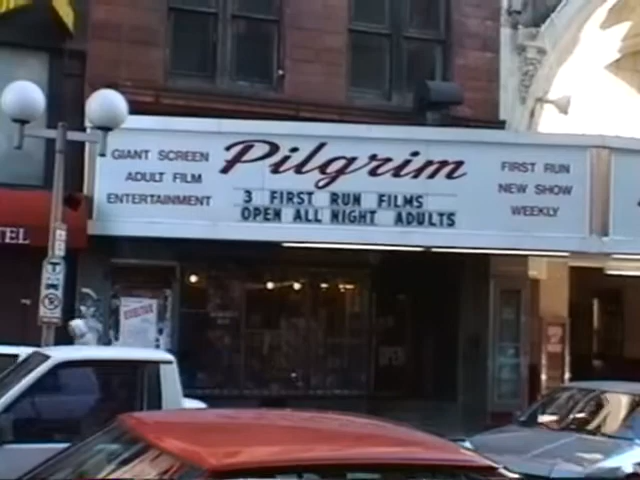 GIANT SCREEN
ADULT FILM
ENTERTAINMENT
Pilgrim
3 FIRST RUN FILMS
OPEN ALL NIGHT ADULTS
FIRST RUN
NEW SHOW
WEEKLY
TEL
T